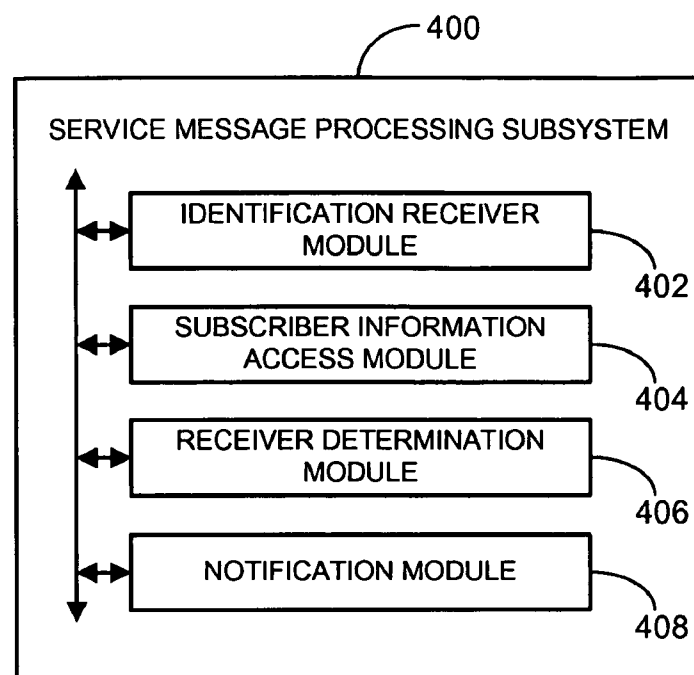 400
SERVICE MESSAGE PROCESSING SUBSYSTEM
IDENTIFICATION RECEIVER
MODULE
402
SUBSCRIBER INFORMATION
ACCESS MODULE
404
RECEIVER DETERMINATION
MODULE
406
NOTIFICATION MODULE
408